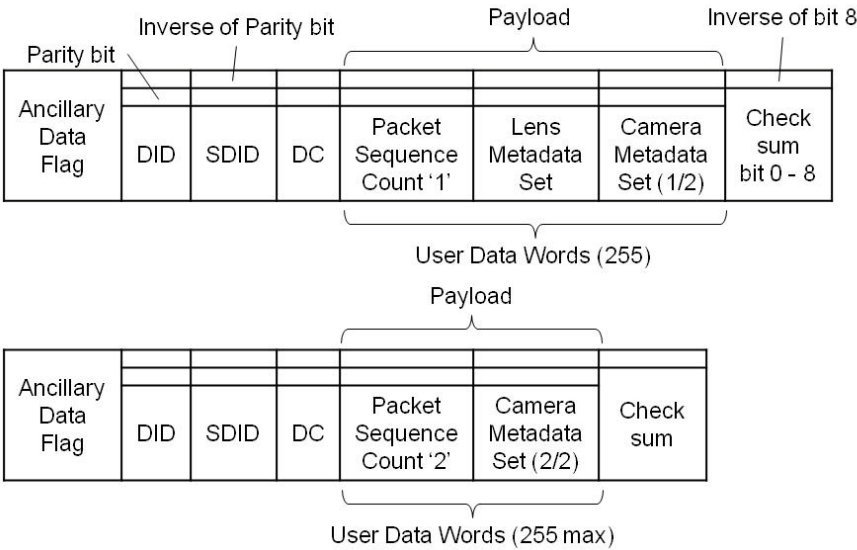 Payload
Inverse of bit 8
Inverse of Parity bit
Parity bit
Ancillary
Data
Flag
DID
SDID
DC
Packet
Sequence
Count ‘1’
Lens
Metadata
Set
Camera
Metadata
Set (1/2)
Check
sum
bit 0 - 8
User Data Words (255)
Payload
Ancillary
Data
Flag
DID
SDID
DC
Packet
Sequence
Count ‘2’
Camera
Metadata
Set (2/2)
Check
sum
User Data Words (255 max)